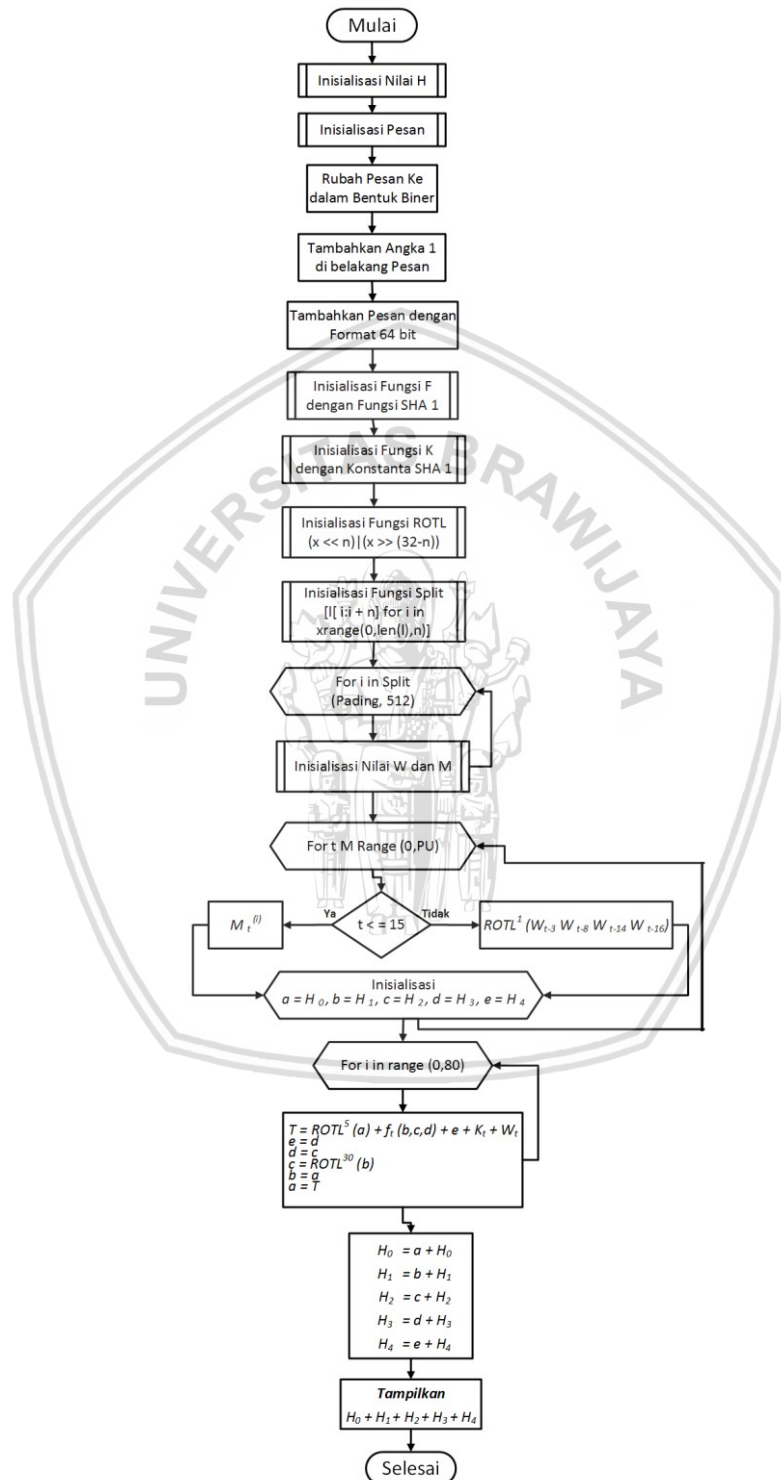 Mulai
Inisialisasi Nilai H
Inisialisasi Pesan
Rubah Pesan Ke
dalam Bentuk Biner
Tambahkan Angka 1
di belakang Pesan
Tambahkan Pesan dengan
Format 64 bit
Inisialisasi Fungsi F
dengan Fungsi SHA 1
Inisialisasi Fungsi K
dengan Konstanta SHA 1
Inisialisasi Fungsi ROTL
(x << n)|(x >> (32-n))
Inisialisasi Fungsi Split
[l[ i:i + n] for i in
xrange(0,len(l),n)]
For i in Split
(Pading, 512)
Inisialisasi Nilai W dan M
For t M Range (0,PU)
Ya
t < = 15
Tidak
M t (i)
ROTL1 (Wt-3 W t-8 W t-14 W t-16)
Inisialisasi
a = H 0, b = H 1, c = H 2, d = H 3, e = H 4
For i in range (0,80)
T = ROTL5 (a) + ft (b,c,d) + e + Kt + Wt
e = d
d = c
c = ROTL30 (b)
b = a
a = T
H0 = a + H0
H1 = b + H1
H2 = c + H2
H3 = d + H3
H4 = e + H4
Tampilkan
H0 + H1 + H2 + H3 + H4
Selesai
UNIVERSITAS BRAWIJAYA